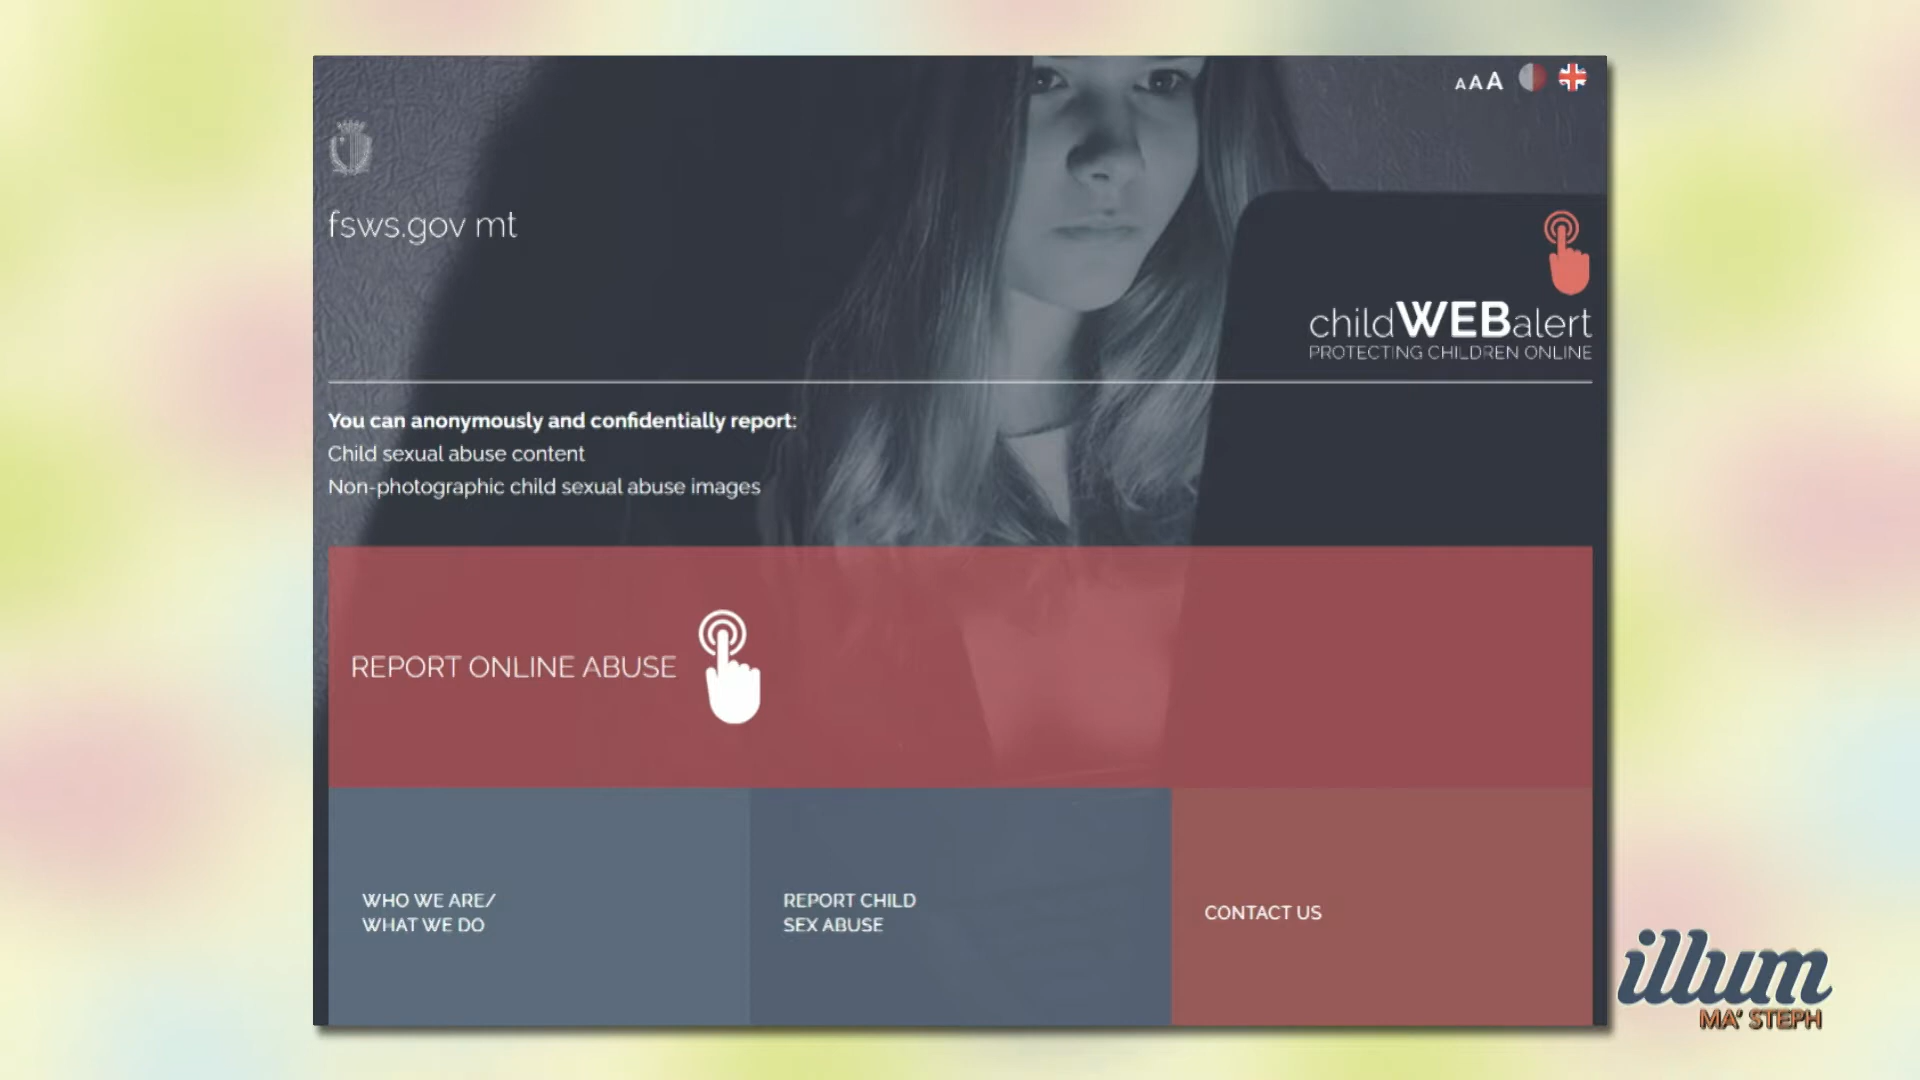 AAA
fsws.gov mt
childWEBalert
PROTECTING CHILDREN ONLINE
You can anonymously and confidentially report:
Child sexual abuse content
Non-photographic child sexual abuse images
REPORT ONLINE ABUSE
WHO WE ARE/
WHAT WE DO
REPORT CHILD
SEX ABUSE
CONTACT US
illum
MA' STEPH